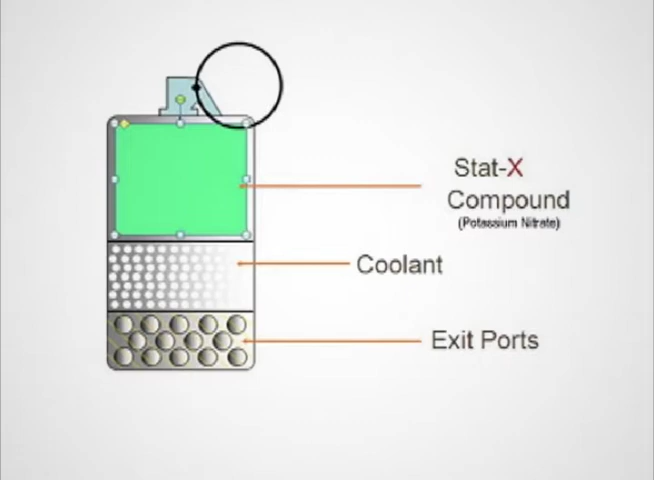 Stat-X
Compound
(Potassium Nitrate)
Coolant
Exit Ports